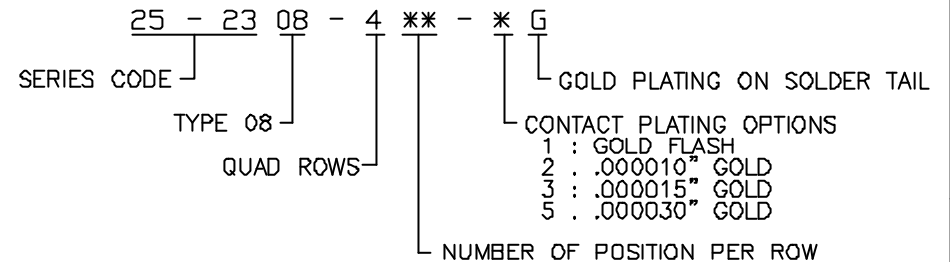 25 - 23 08 - 4 ** - * G
SERIES CODE
GOLD PLATING ON SOLDER TAIL
TYPE 08
CONTACT PLATING OPTIONS
1 : GOLD FLASH
QUAD ROWS
2 . .000010" GOLD
3 : .000015" GOLD
5 . .000030" GOLD
NUMBER OF POSITION PER ROW